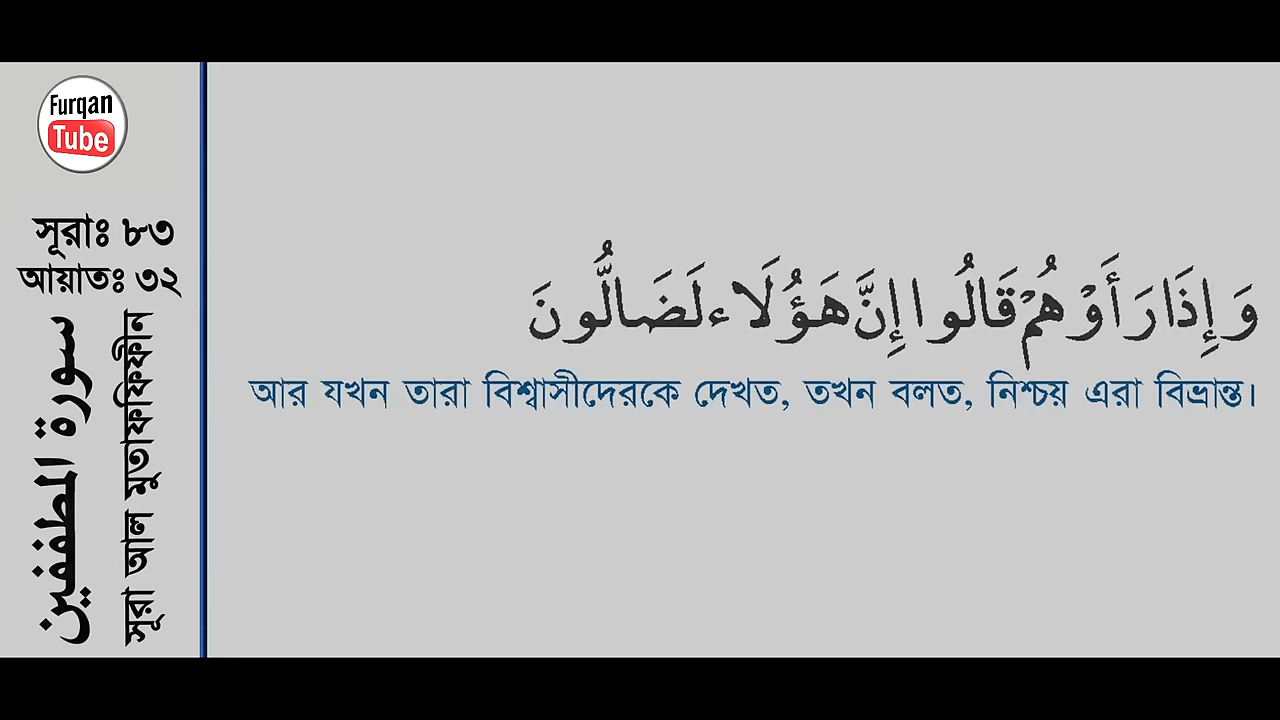 Furqan
Tube
সূরাঃ ৮৩
আয়াতঃ ৩২
سورة المطففين
সূরা আল মুতাফফিফীন
وَإِذَا رَأَوْهُمْ قَالُوا إِنَّ هَؤُلَاء لَضَالُّونَ
আর যখন তারা বিশ্বাসীদেরকে দেখত, তখন বলত, নিশ্চয় এরা বিভ্রান্ত।